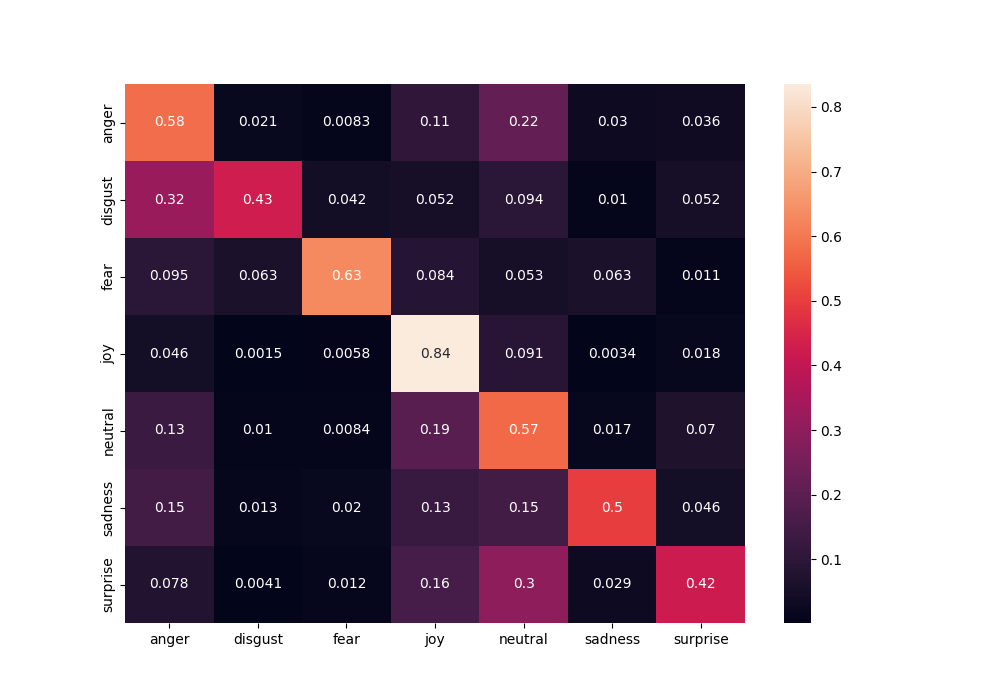 anger 0.58 0.021 0.0083 0.11 0.22 0.03 0.036
disgust 0.32 0.43 0.042 0.052 0.094 0.01 0.052
fear 0.095 0.063 0.63 0.084 0.053 0.063 0.011
joy 0.046 0.0015 0.0058 0.84 0.091 0.0034 0.018
neutral 0.13 0.01 0.0084 0.19 0.57 0.017 0.07
sadness 0.15 0.013 0.02 0.13 0.15 0.5 0.046
surprise 0.078 0.0041 0.012 0.16 0.3 0.029 0.42
anger disgust fear joy neutral sadness surprise
0.8
0.7
0.6
0.5
0.4
0.3
0.2
0.1